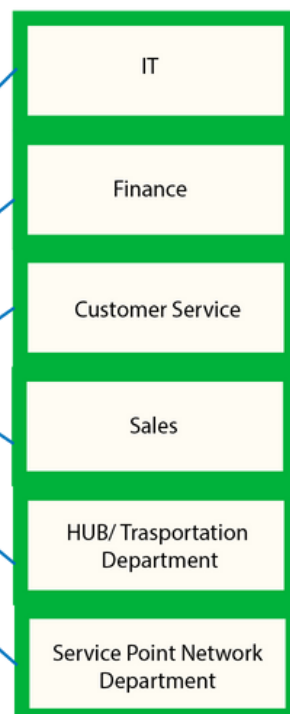 IT
Finance
Customer Service
Sales
HUB/ Trasportation
Department
Service Point Network
Department